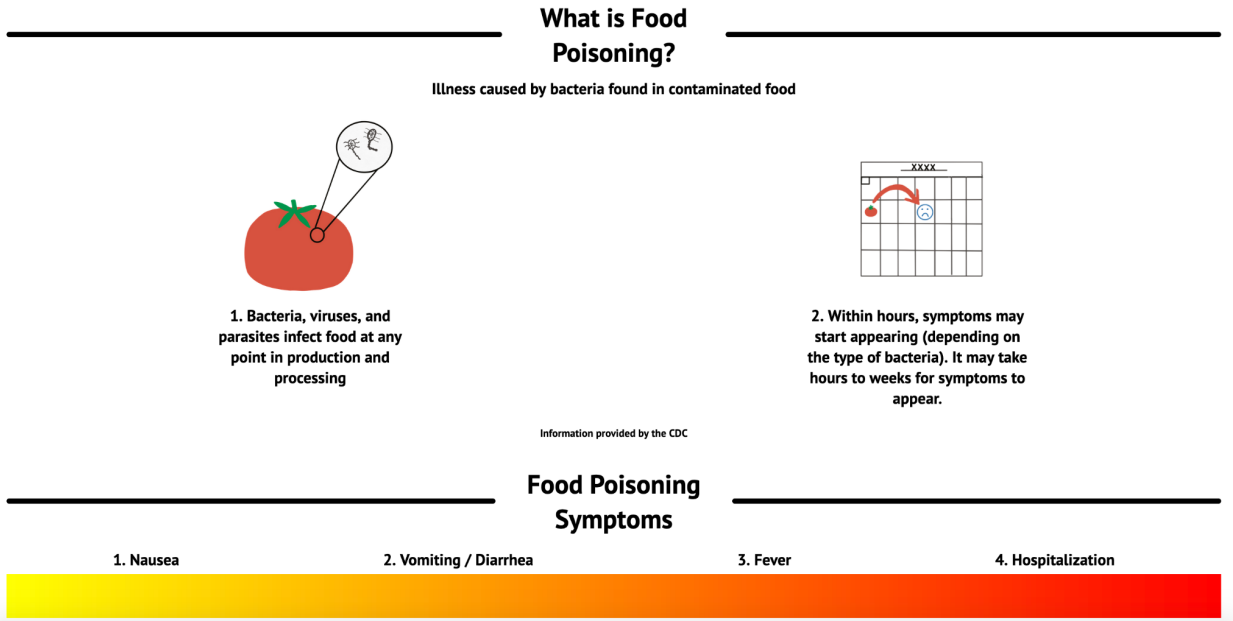 What is Food
Poisoning?
Illness caused by bacteria found in contaminated food
XXXX
1. Bacteria, viruses, and
parasites infect food at any
point in production and
processing
2. Within hours, symptoms may
start appearing (depending on
the type of bacteria). It may take
hours to weeks for symptoms to
appear.
Information provided by the CDC
Food Poisoning
Symptoms
1. Nausea
2. Vomiting / Diarrhea
3. Fever
4. Hospitalization